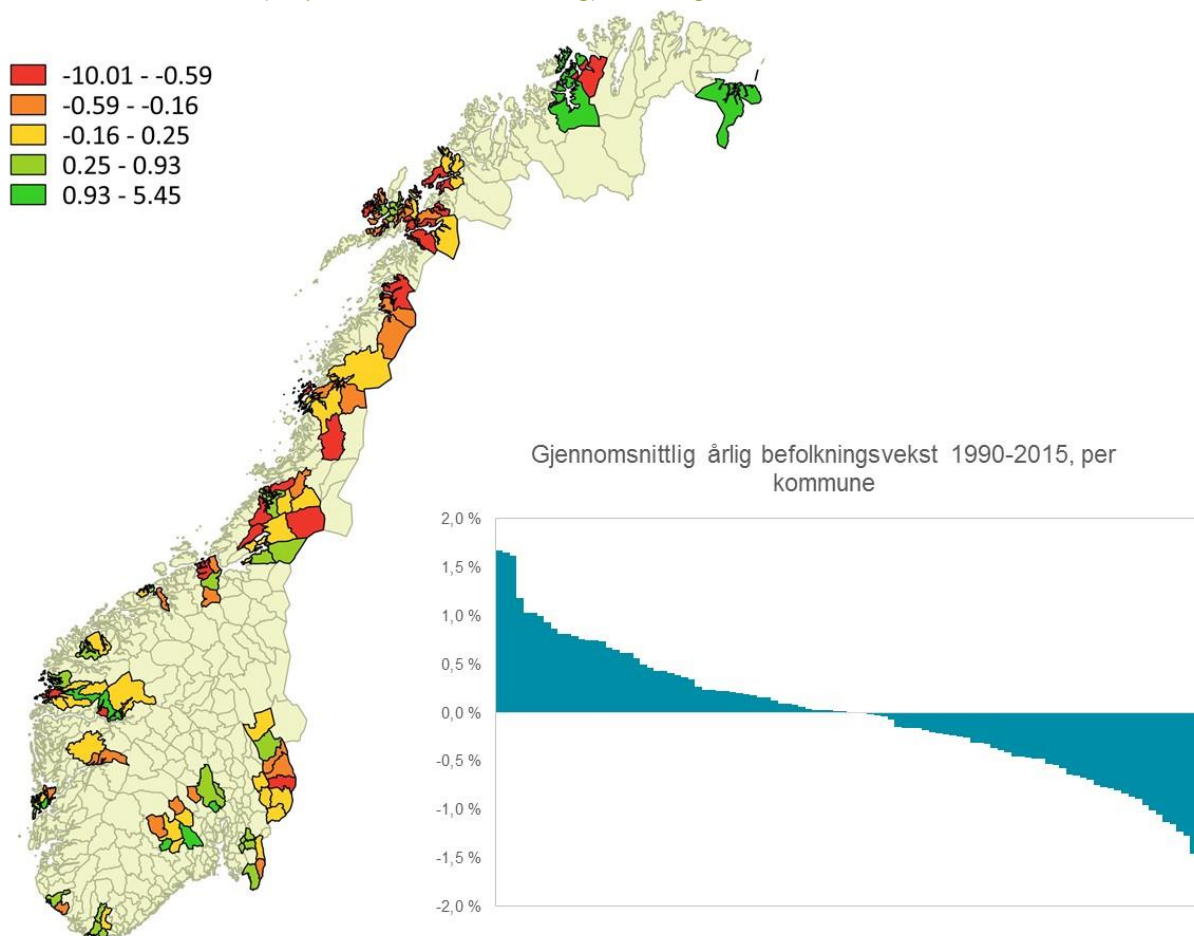 -10.01 - -0.59
-0.59 - -0.16
-0.16 - 0.25
0.25 - 0.93
0.93 - 5.45
Gjennomsnittlig årlig befolkningsvekst 1990-2015, per
kommune
2,0 %
1,5 %
1,0 %
0,5 %
0,0 %
-0,5 %
-1,0 %
-1,5 %
-2,0 %